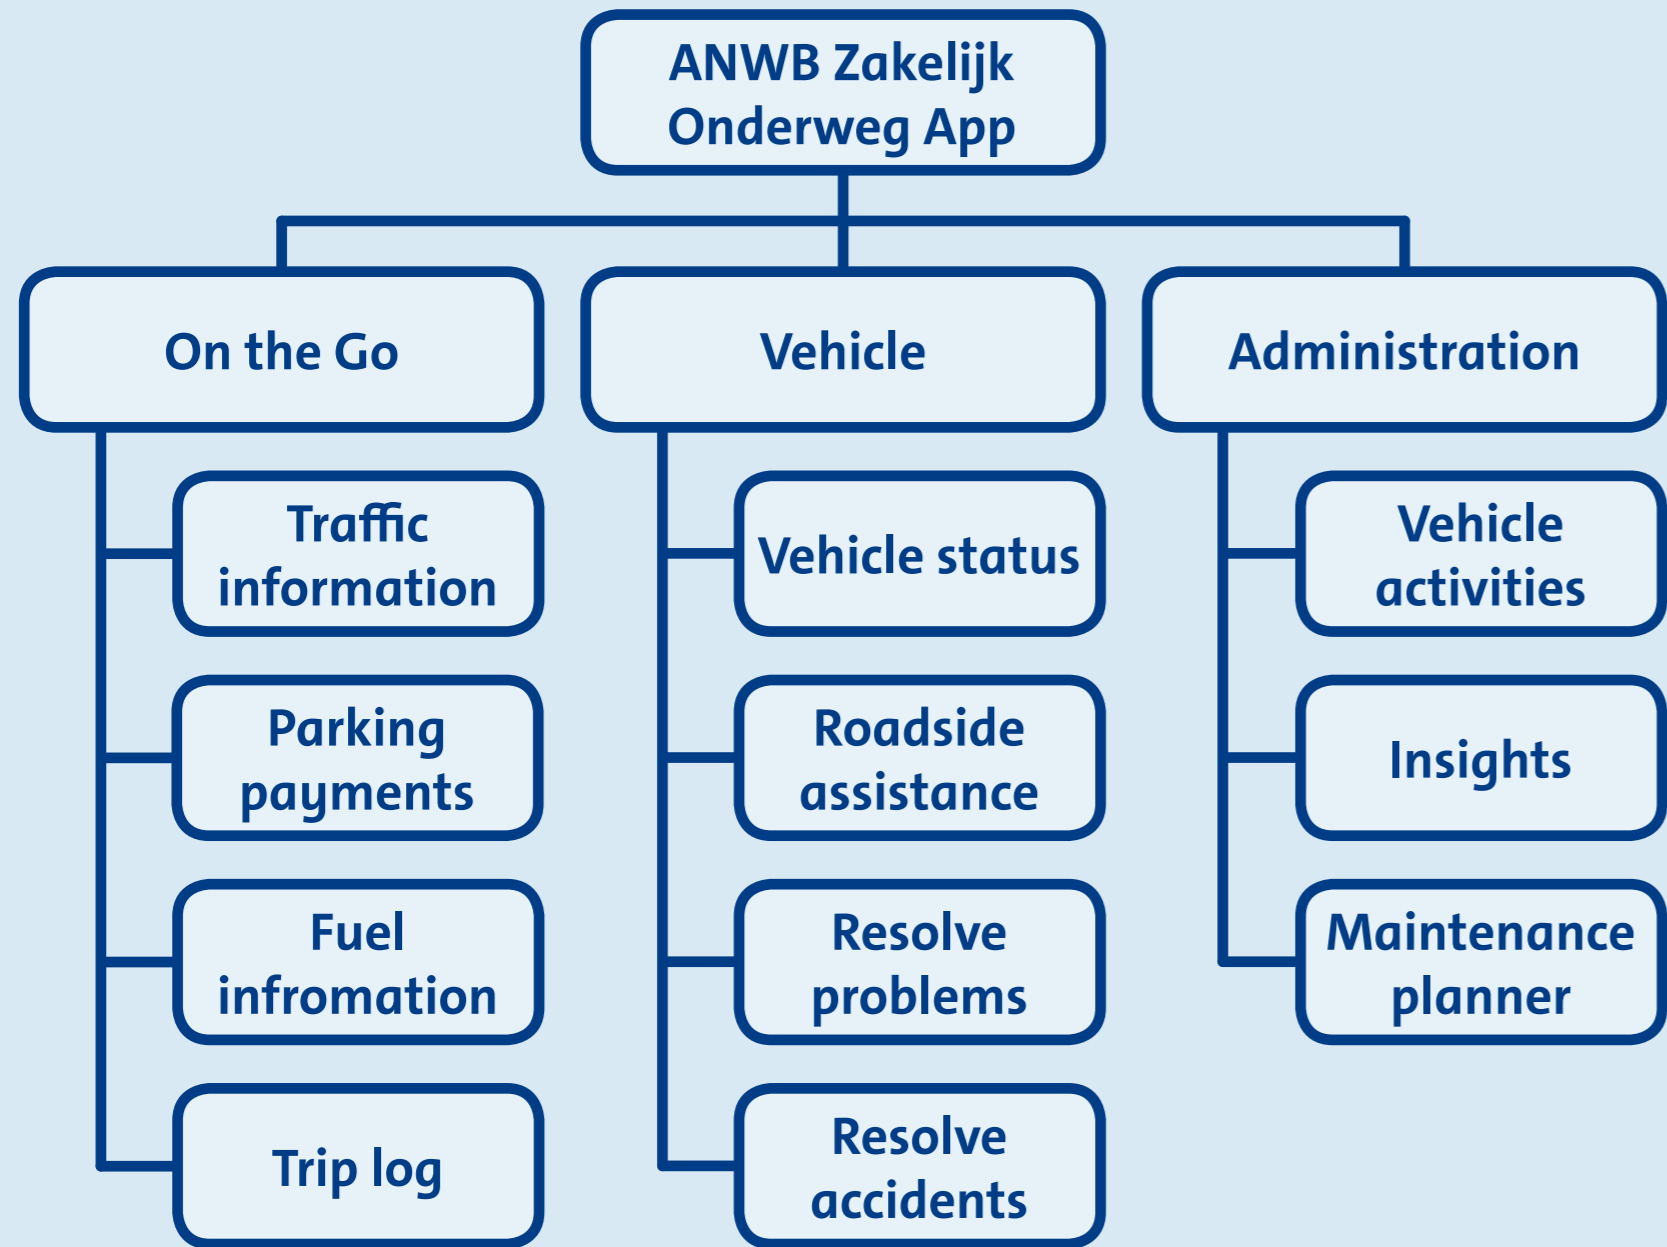 ANWB Zakelijk
Onderweg App
On the Go
Vehicle
Administration
Traffic
information
Parking
payments
Fuel
infromation
Trip log
Vehicle status
Roadside
assistance
Resolve
problems
Resolve
accidents
Vehicle
activities
Insights
Maintenance
planner